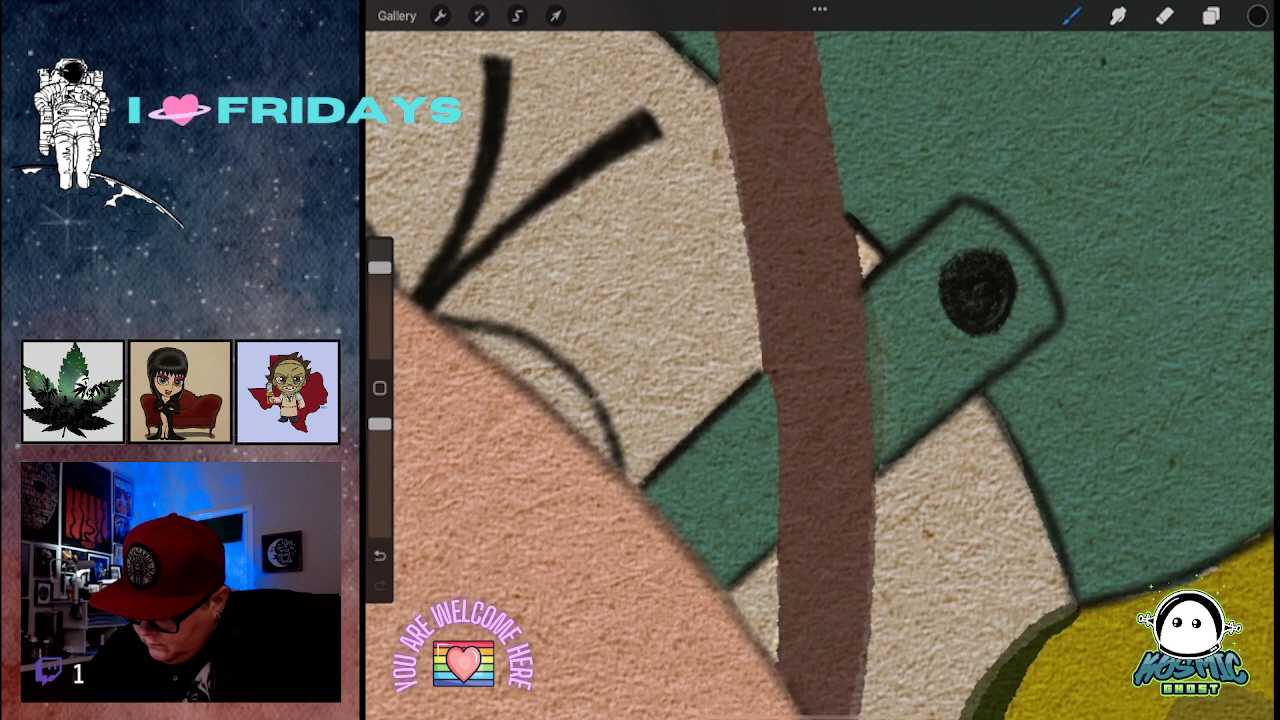 Gallery
I FRIDAYS
1
YOU ARE WELCOME HERE
KOSMIC
GHOST